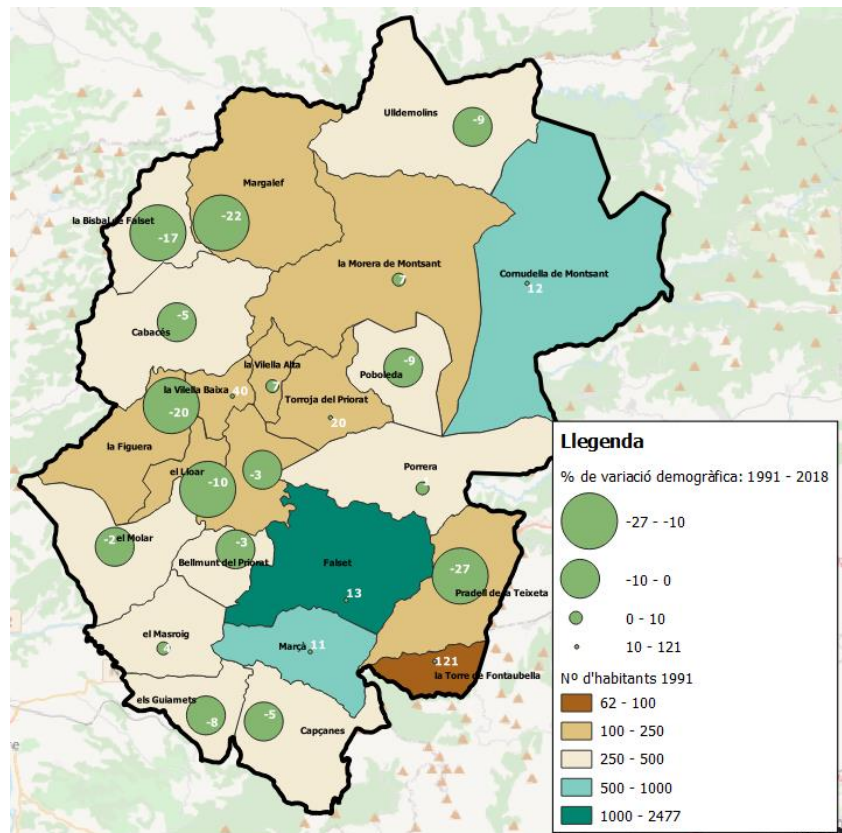 Ulldemolins
-9
Margalef
-22
la Bisbal de Falset
-17
la Morera de Montsant
7
Cornudella de Montsant
12
-5
Cabacés
la Vilella Alta
7
-9
Poboleda
la Vilella Baixa
40
-20
Torroja del Priorat
20
la Figuera
el Lloar
-10
-3
Porrera
-2
el Molar
-3
Bellmunt del Priorat
Falset
13
-27
Pradell de la Teixeta
el Masroig
4
Marçà
11
121
la Torre de Fontaubella
els Guiamets
-8
-5
Capçanes
Llegenda
% de variació demogràfica: 1991 - 2018
-27 - -10
-10 - 0
0 - 10
10 - 121
Nº d'habitants 1991
62 - 100
100 - 250
250 - 500
500 - 1000
1000 - 2477